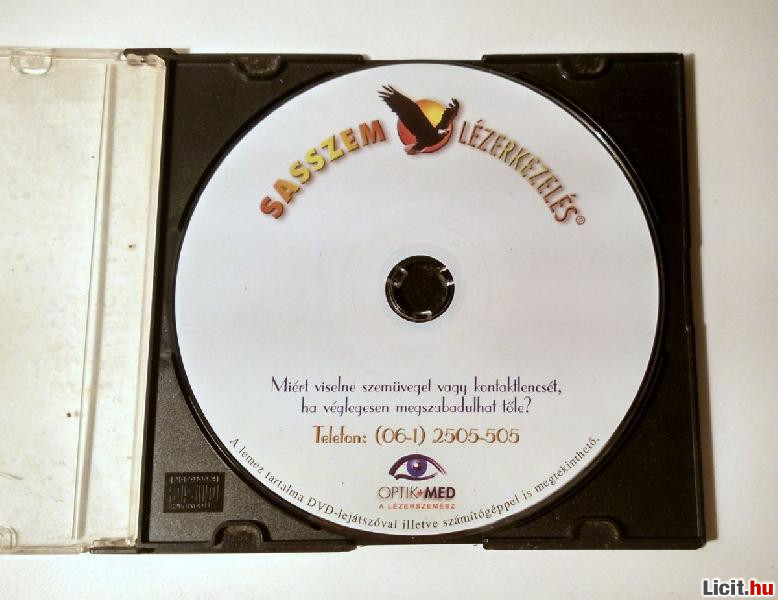 SASSZEM LÉZERKEZELÉS®
Miért viselne szemüveget vagy kontaktlencsét,
ha véglegesen megszabadulhat tőle?
Telefon: (06-1) 2505-505
OPTIK+MED
A LÉZERSZEMÉSZ
A lemez tartalma DVD-lejátszóval illetve számítógéppel is megtekinthető.
Licit.hu